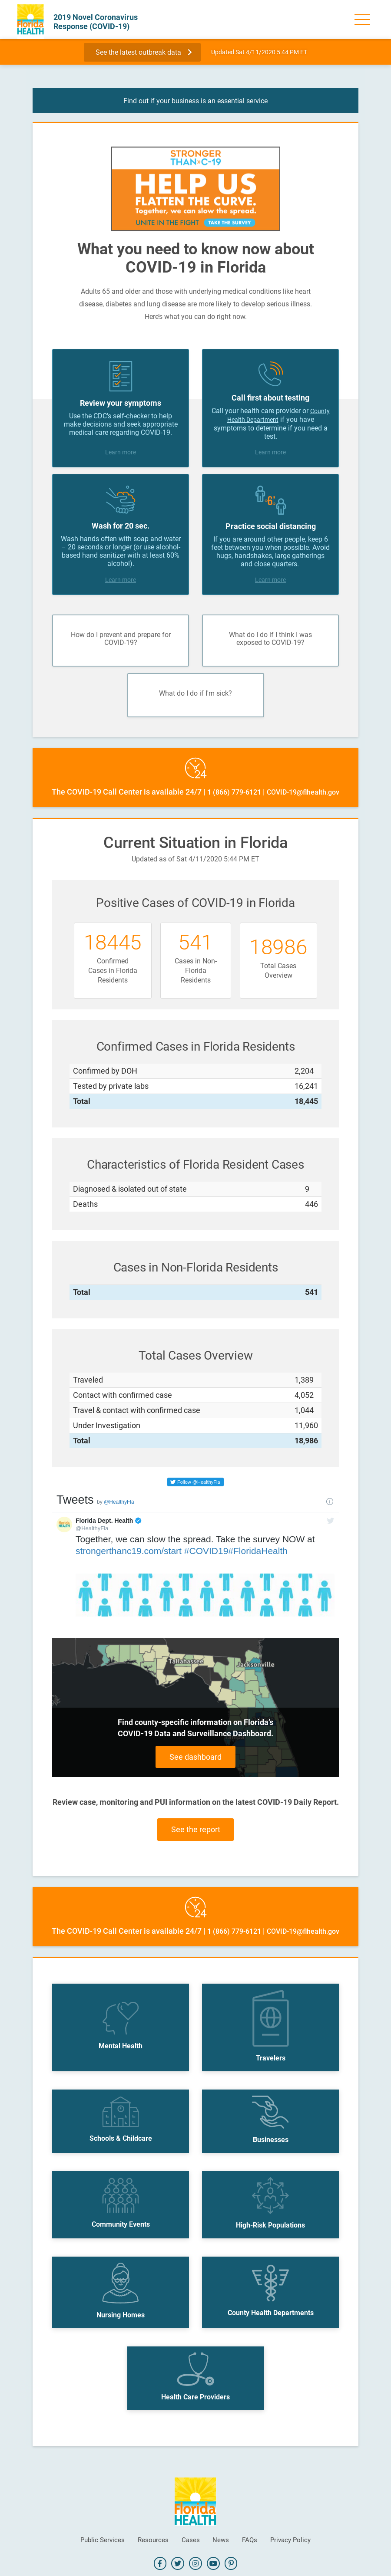 Florida
HEALTH
2019 Novel Coronavirus
Response (COVID-19)
See the latest outbreak data
Updated Sat 4/11/2020 5:44 PM ET
Find out if your business is an essential service
STRONGER
THAN C-19
HELP US
FLATTEN THE CURVE.
Together, we can slow the spread.
UNITE IN THE FIGHT
TAKE THE SURVEY
What you need to know now about
COVID-19 in Florida
Adults 65 and older and those with underlying medical conditions like heart
disease, diabetes and lung disease are more likely to develop serious illness.
Here's what you can do right now.
Review your symptoms
Use the CDC's self-checker to help
make decisions and seek appropriate
medical care regarding COVID-19.
Learn more
Call first about testing
Call your health care provider or County
Health Department if you have
symptoms to determine if you need a
test.
Learn more
Wash for 20 sec.
Wash hands often with soap and water
– 20 seconds or longer (or use alcohol-
based hand sanitizer with at least 60%
alcohol).
Learn more
6'
Practice social distancing
If you are around other people, keep 6
feet between you when possible. Avoid
hugs, handshakes, large gatherings
and close quarters.
Learn more
How do I prevent and prepare for
COVID-19?
What do I do if I think I was
exposed to COVID-19?
What do I do if I'm sick?
24
The COVID-19 Call Center is available 24/7 | 1 (866) 779-6121 | COVID-19@flhealth.gov
Current Situation in Florida
Updated as of Sat 4/11/2020 5:44 PM ET
Positive Cases of COVID-19 in Florida
18445
Confirmed
Cases in Florida
Residents
541
Cases in Non-
Florida
Residents
18986
Total Cases
Overview
Confirmed Cases in Florida Residents
Confirmed by DOH 2,204
Tested by private labs 16,241
Total 18,445
Characteristics of Florida Resident Cases
Diagnosed & isolated out of state 9
Deaths 446
Cases in Non-Florida Residents
Total 541
Total Cases Overview
Traveled 1,389
Contact with confirmed case 4,052
Travel & contact with confirmed case 1,044
Under Investigation 11,960
Total 18,986
Follow @HealthyFla
Tweets by @HealthyFla
Florida Dept. Health
@HealthyFla
Together, we can slow the spread. Take the survey NOW at
strongerthanc19.com/start #COVID19#FloridaHealth
Tallahassee
Jacksonville
Find county-specific information on Florida's
COVID-19 Data and Surveillance Dashboard.
See dashboard
Review case, monitoring and PUI information on the latest COVID-19 Daily Report.
See the report
24
The COVID-19 Call Center is available 24/7 | 1 (866) 779-6121 | COVID-19@flhealth.gov
Mental Health
Travelers
Schools & Childcare
Businesses
Community Events
High-Risk Populations
Nursing Homes
County Health Departments
Health Care Providers
Florida
HEALTH
Public Services Resources Cases News FAQs Privacy Policy